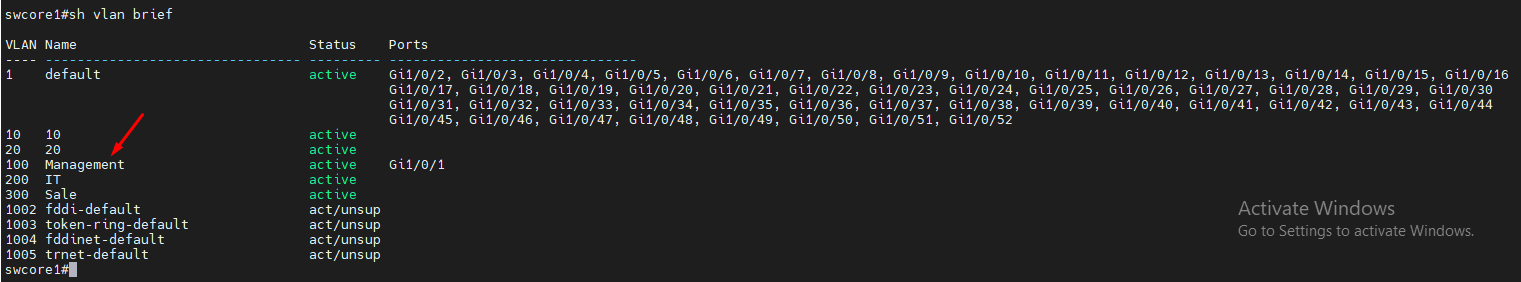 swcore1#sh vlan brief
VLAN Name                             Status    Ports
---- -------------------------------- --------- -------------------------------
1    default                          active    Gi1/0/2, Gi1/0/3, Gi1/0/4, Gi1/0/5, Gi1/0/6, Gi1/0/7, Gi1/0/8, Gi1/0/9, Gi1/0/10, Gi1/0/11, Gi1/0/12, Gi1/0/13, Gi1/0/14, Gi1/0/15, Gi1/0/16
                                                Gi1/0/17, Gi1/0/18, Gi1/0/19, Gi1/0/20, Gi1/0/21, Gi1/0/22, Gi1/0/23, Gi1/0/24, Gi1/0/25, Gi1/0/26, Gi1/0/27, Gi1/0/28, Gi1/0/29, Gi1/0/30
                                                Gi1/0/31, Gi1/0/32, Gi1/0/33, Gi1/0/34, Gi1/0/35, Gi1/0/36, Gi1/0/37, Gi1/0/38, Gi1/0/39, Gi1/0/40, Gi1/0/41, Gi1/0/42, Gi1/0/43, Gi1/0/44
                                                Gi1/0/45, Gi1/0/46, Gi1/0/47, Gi1/0/48, Gi1/0/49, Gi1/0/50, Gi1/0/51, Gi1/0/52
10   10                               active
20   20                               active
100  Management                       active    Gi1/0/1
200  IT                               active
300  Sale                             active
1002 fddi-default                     act/unsup
1003 token-ring-default               act/unsup
1004 fddinet-default                  act/unsup
1005 trnet-default                    act/unsup
swcore1#
Activate Windows
Go to Settings to activate Windows.